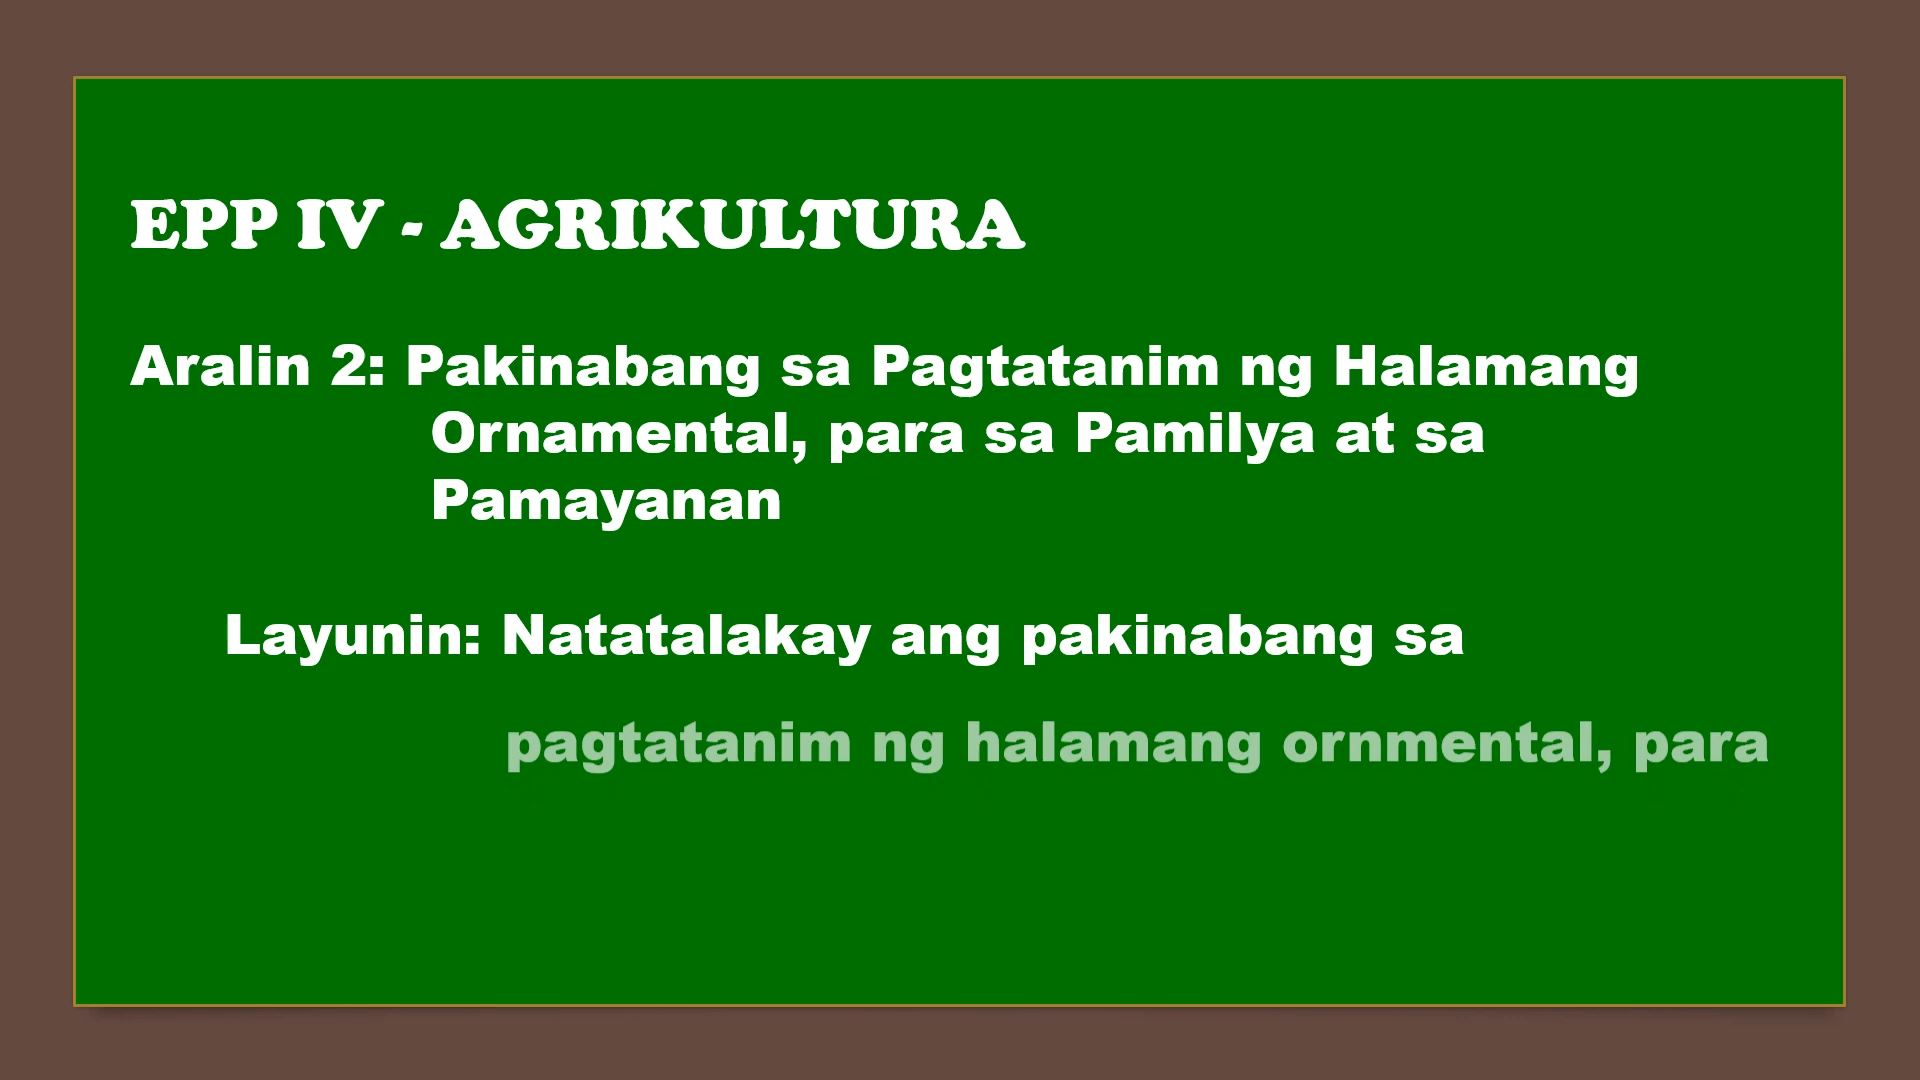 EPP IV - AGRIKULTURA
Aralin 2: Pakinabang sa Pagtatanim ng Halamang
Ornamental, para sa Pamilya at sa
Pamayanan
Layunin: Natatalakay ang pakinabang sa
pagtatanim ng halamang ornmental, para